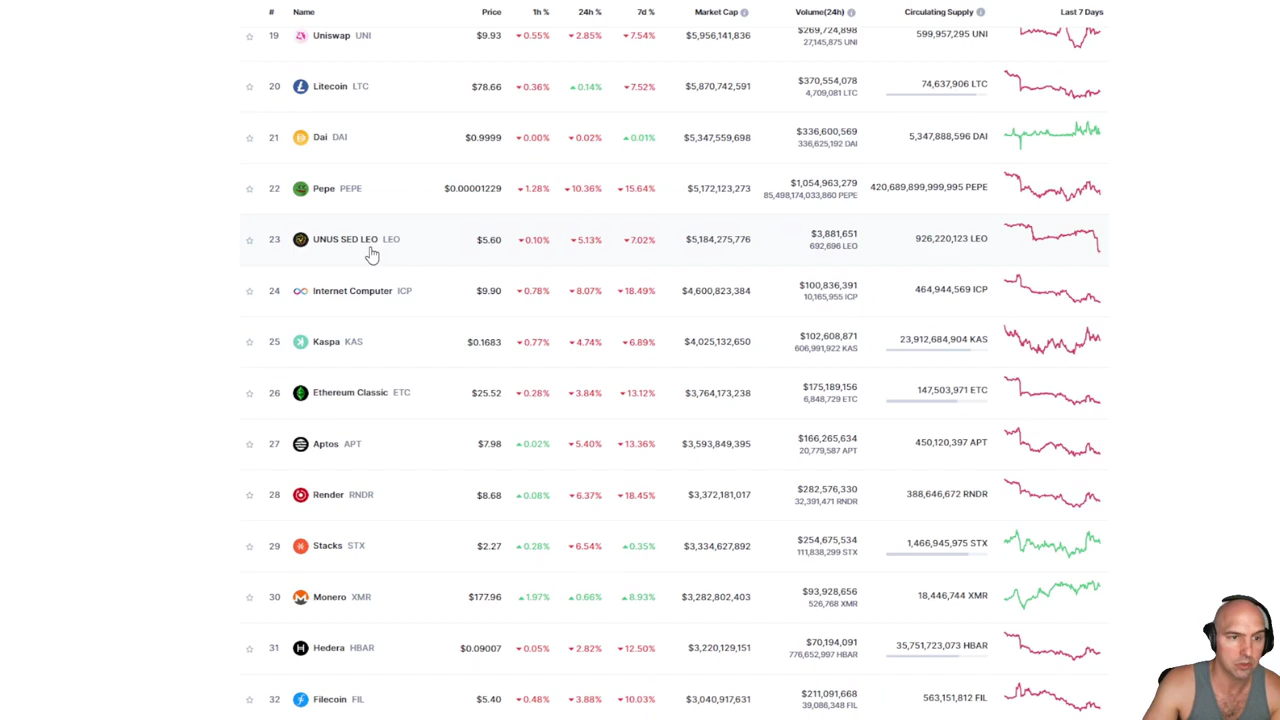 # Name Price 1h % 24h % 7d % Market Cap Volume(24h) Circulating Supply Last 7 Days
19 Uniswap UNI $9.93 0.55% 2.85% 7.54% $5,956,141,836 $269,724,898 599,957,295 UNI
27,145,875 UNI
20 Litecoin LTC $78.66 0.36% 0.14% 7.52% $5,870,742,591 $370,554,078 74,637,906 LTC
4,709,081 LTC
21 Dai DAI $0.9999 0.00% 0.02% 0.01% $5,347,559,698 $336,600,569 5,347,888,596 DAI
336,625,192 DAI
22 Pepe PEPE $0.00001229 1.28% 10.36% 15.64% $5,172,123,273 $1,054,963,279 420,689,899,999,995 PEPE
85,498,174,033,860 PEPE
23 UNUS SED LEO LEO $5.60 0.10% 5.13% 7.02% $5,184,275,776 $3,881,651 926,220,123 LEO
692,696 LEO
24 Internet Computer ICP $9.90 0.78% 8.07% 18.49% $4,600,823,384 $100,836,391 464,944,569 ICP
10,165,955 ICP
25 Kaspa KAS $0.1683 0.77% 4.74% 6.89% $4,025,132,650 $102,608,871 23,912,684,904 KAS
606,991,922 KAS
26 Ethereum Classic ETC $25.52 0.28% 3.84% 13.12% $3,764,173,238 $175,189,156 147,503,971 ETC
6,848,729 ETC
27 Aptos APT $7.98 0.02% 5.40% 13.36% $3,593,849,395 $166,265,634 450,120,397 APT
20,779,587 APT
28 Render RNDR $8.68 0.08% 6.37% 18.45% $3,372,181,017 $282,576,330 388,646,672 RNDR
32,391,471 RNDR
29 Stacks STX $2.27 0.28% 6.54% 0.35% $3,334,627,892 $254,675,534 1,466,945,975 STX
111,838,299 STX
30 Monero XMR $177.96 1.97% 0.66% 8.93% $3,282,802,403 $93,928,656 18,446,744 XMR
526,768 XMR
31 Hedera HBAR $0.09007 0.05% 2.82% 12.50% $3,220,129,151 $70,194,091 35,751,723,073 HBAR
776,652,997 HBAR
32 Filecoin FIL $5.40 0.48% 3.88% 10.03% $3,040,917,631 $211,091,668 563,151,812 FIL
39,086,348 FIL